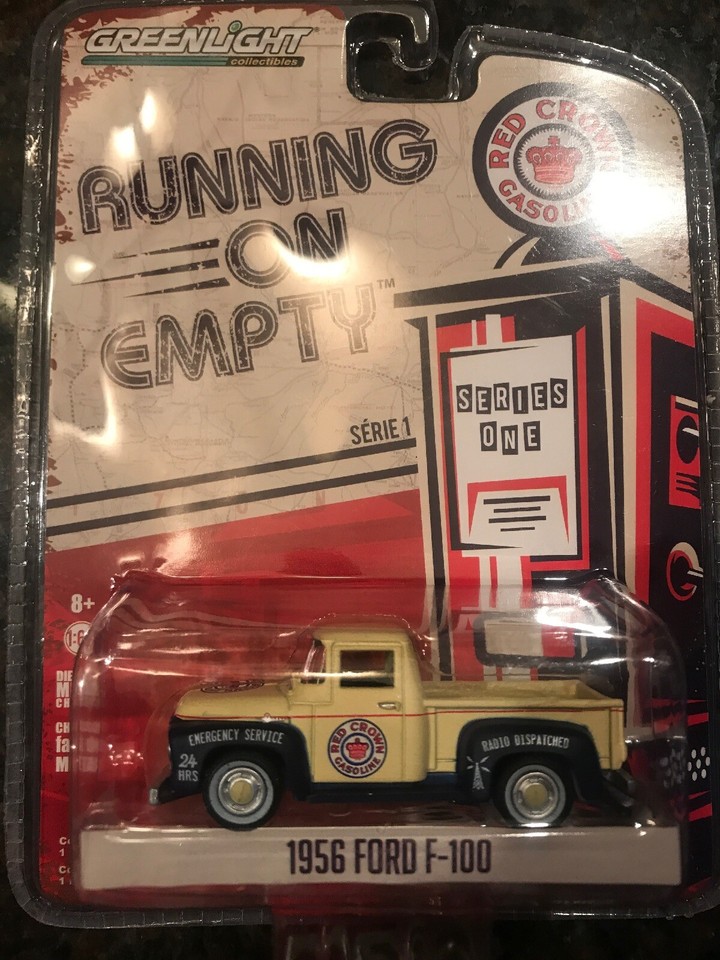 GREENLIGHT
collectibles
RUNNING
ON
EMPTY™
RED CROWN
GASOLINE
SERIES
ONE
SÉRIE 1
8+
EMERGENCY SERVICE
24
HRS
RED CROWN
GASOLINE
RADIO DISPATCHED
1956 FORD F-100